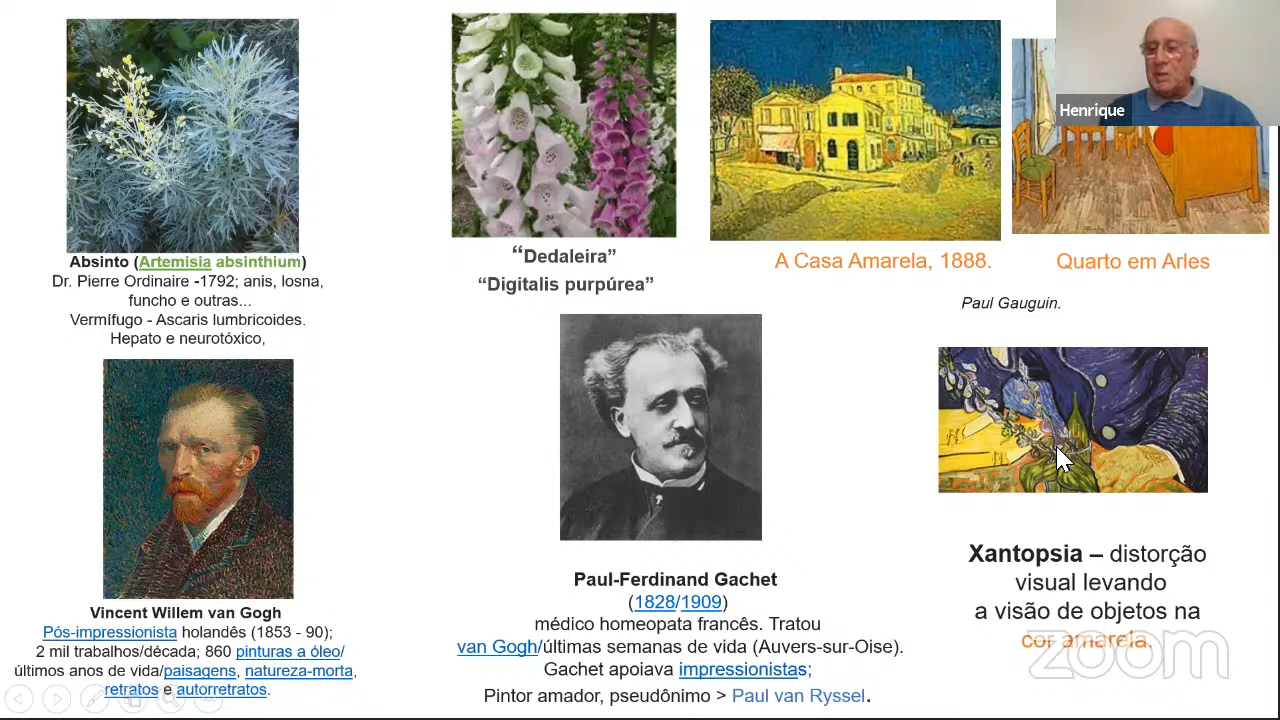 Henrique
Absinto (Artemisia absinthium)
Dr. Pierre Ordinaire -1792; anis, losna,
funcho e outras...
Vermífugo - Ascaris lumbricoides.
Hepato e neurotóxico,
“Dedaleira”
“Digitalis purpúrea”
A Casa Amarela, 1888.
Quarto em Arles
Paul Gauguin.
Vincent Willem van Gogh
Pós-impressionista holandês (1853 - 90);
2 mil trabalhos/década; 860 pinturas a óleo/
últimos anos de vida/paisagens, natureza-morta,
retratos e autorretratos.
Paul-Ferdinand Gachet
(1828/1909)
médico homeopata francês. Tratou
van Gogh/últimas semanas de vida (Auvers-sur-Oise).
Gachet apoiava impressionistas;
Pintor amador, pseudônimo > Paul van Ryssel.
Xantopsia – distorção
visual levando
a visão de objetos na
cor amarela.
zoom